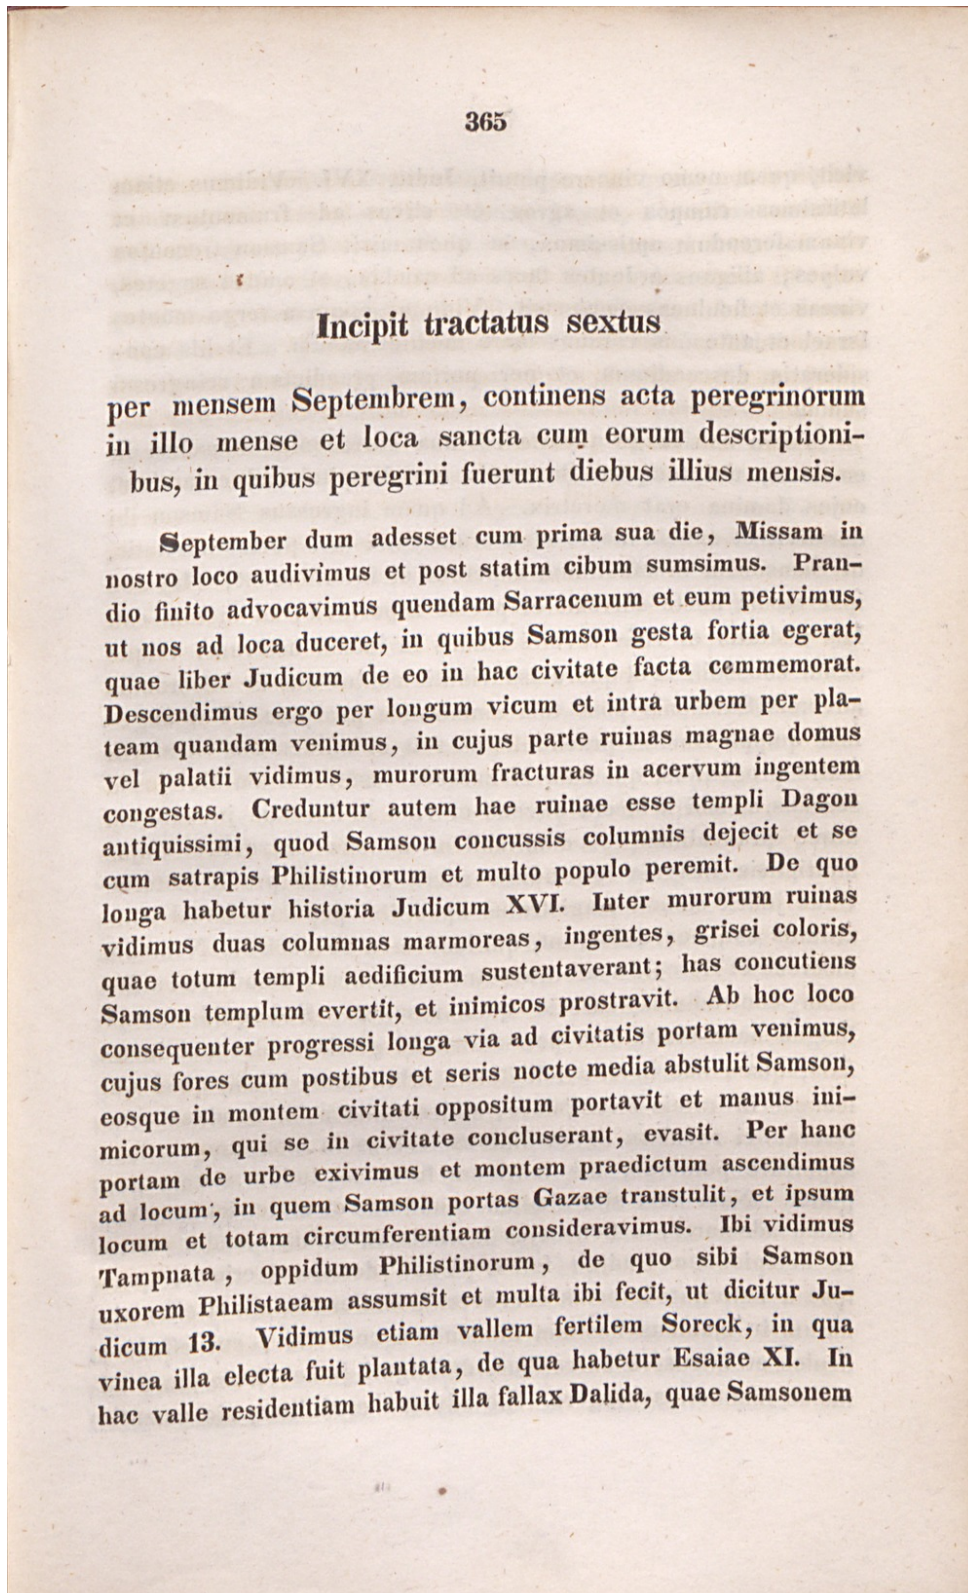 365
Incipit tractatus sextus
per mensem Septembrem, continens acta peregrinorum
in illo mense et loca sancta cum eorum descriptioni-
bus, in quibus peregrini fuerunt diebus illius mensis.
September dum adesset cum prima sua die, Missam in
nostro loco audivimus et post statim cibum sumsimus. Pran-
dio finito advocavimus quendam Sarracenum et eum petivimus,
ut nos ad loca duceret, in quibus Samson gesta fortia egerat,
quae liber Judicum de eo in hac civitate facta cemmemorat.
Descendimus ergo per longum vicum et intra urbem per pla-
team quandam venimus, in cujus parte ruinas magnae domus
vel palatii vidimus, murorum fracturas in acervum ingentem
congestas. Creduntur autem hae ruinae esse templi Dagon
antiquissimi, quod Samson concussis columnis dejecit et se
cum satrapis Philistinorum et multo populo peremit. De quo
longa habetur historia Judicum XVI. Inter murorum ruinas
vidimus duas columnas marmoreas, ingentes, grisei coloris,
quae totum templi aedificium sustentaverant; has concutiens
Samson templum evertit, et inimicos prostravit. Ab hoc loco
consequenter progressi longa via ad civitatis portam venimus,
cujus fores cum postibus et seris nocte media abstulit Samson,
eosque in montem civitati oppositum portavit et manus ini-
micorum, qui se in civitate concluserant, evasit. Per hanc
portam de urbe exivimus et montem praedictum ascendimus
ad locum, in quem Samson portas Gazae transtulit, et ipsum
locum et totam circumferentiam consideravimus. Ibi vidimus
Tampnata, oppidum Philistinorum, de quo sibi Samson
uxorem Philistaeam assumsit et multa ibi fecit, ut dicitur Ju-
dicum 13. Vidimus etiam vallem fertilem Soreck, in qua
vinea illa electa fuit plantata, de qua habetur Esaiae XI. In
hac valle residentiam habuit illa fallax Dalida, quae Samsonem